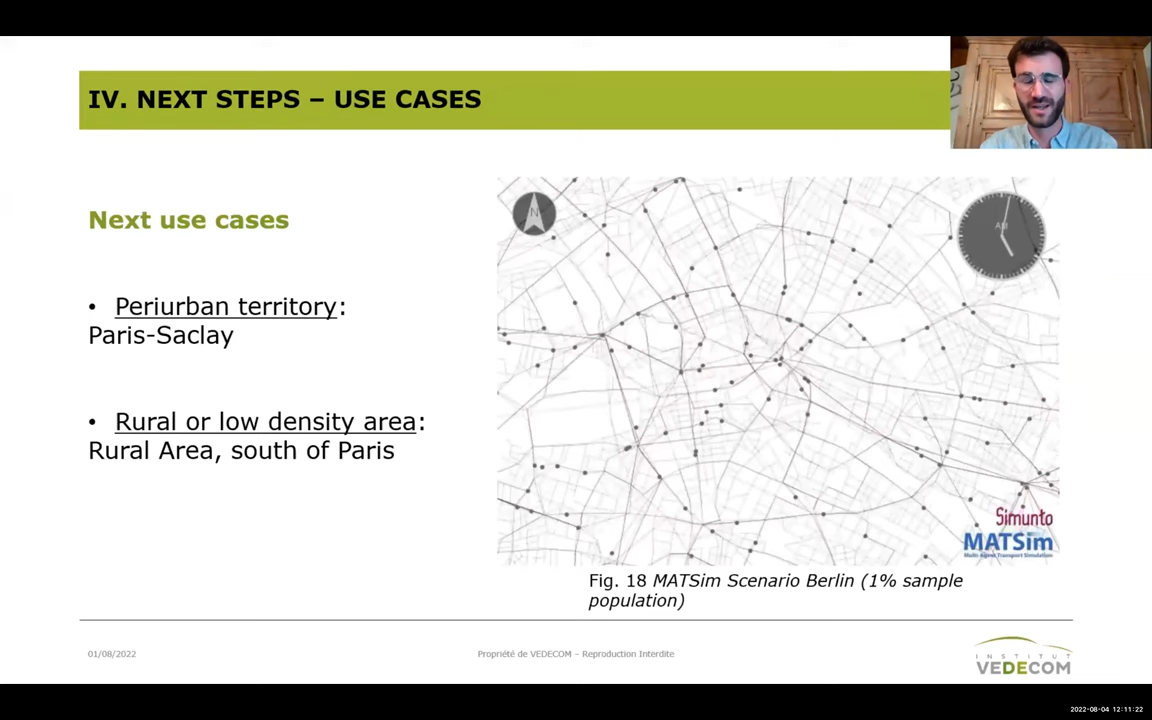 IV. NEXT STEPS – USE CASES
Next use cases
• Periurban territory:
Paris-Saclay
• Rural or low density area:
Rural Area, south of Paris
N
AM
Simunto
MATSim
Multi-Agent Transport Simulation
Fig. 18 MATSim Scenario Berlin (1% sample
population)
01/08/2022
Propriété de VEDECOM – Reproduction Interdite
INSTITUT
VEDECOM
2022-08-04 12:11:22